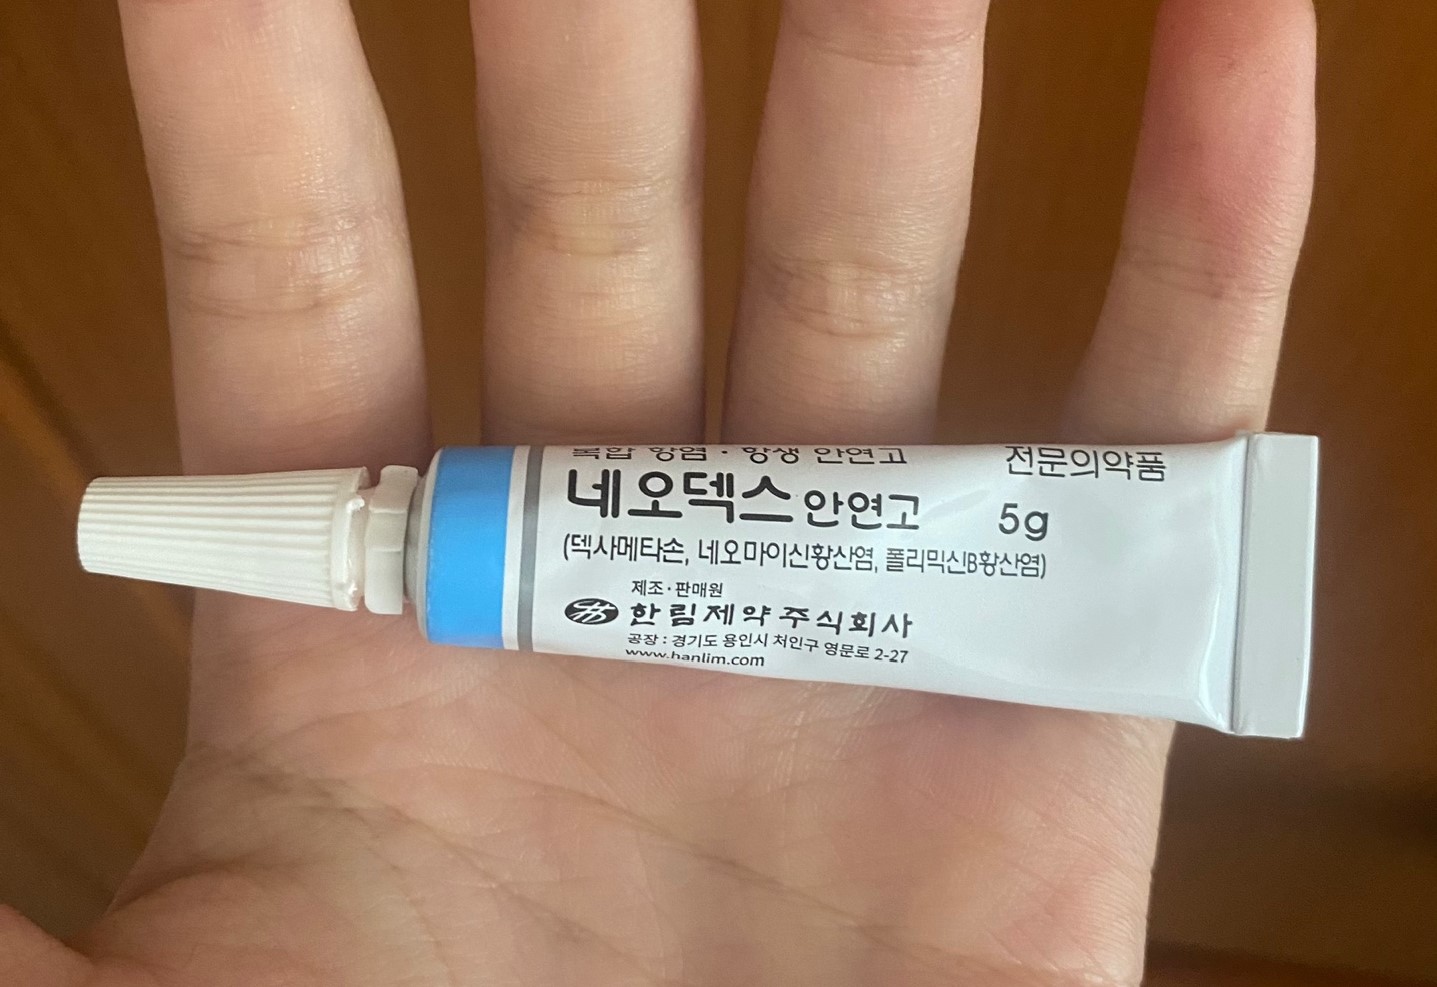 복합 항염·항생 안연고
전문의약품
네오덱스 안연고 5g
(덱사메타손, 네오마이신황산염, 폴리믹신B황산염)
제조·판매원
한림제약주식회사
공장 : 경기도 용인시 처인구 영문로 2-27
www.hanlim.com